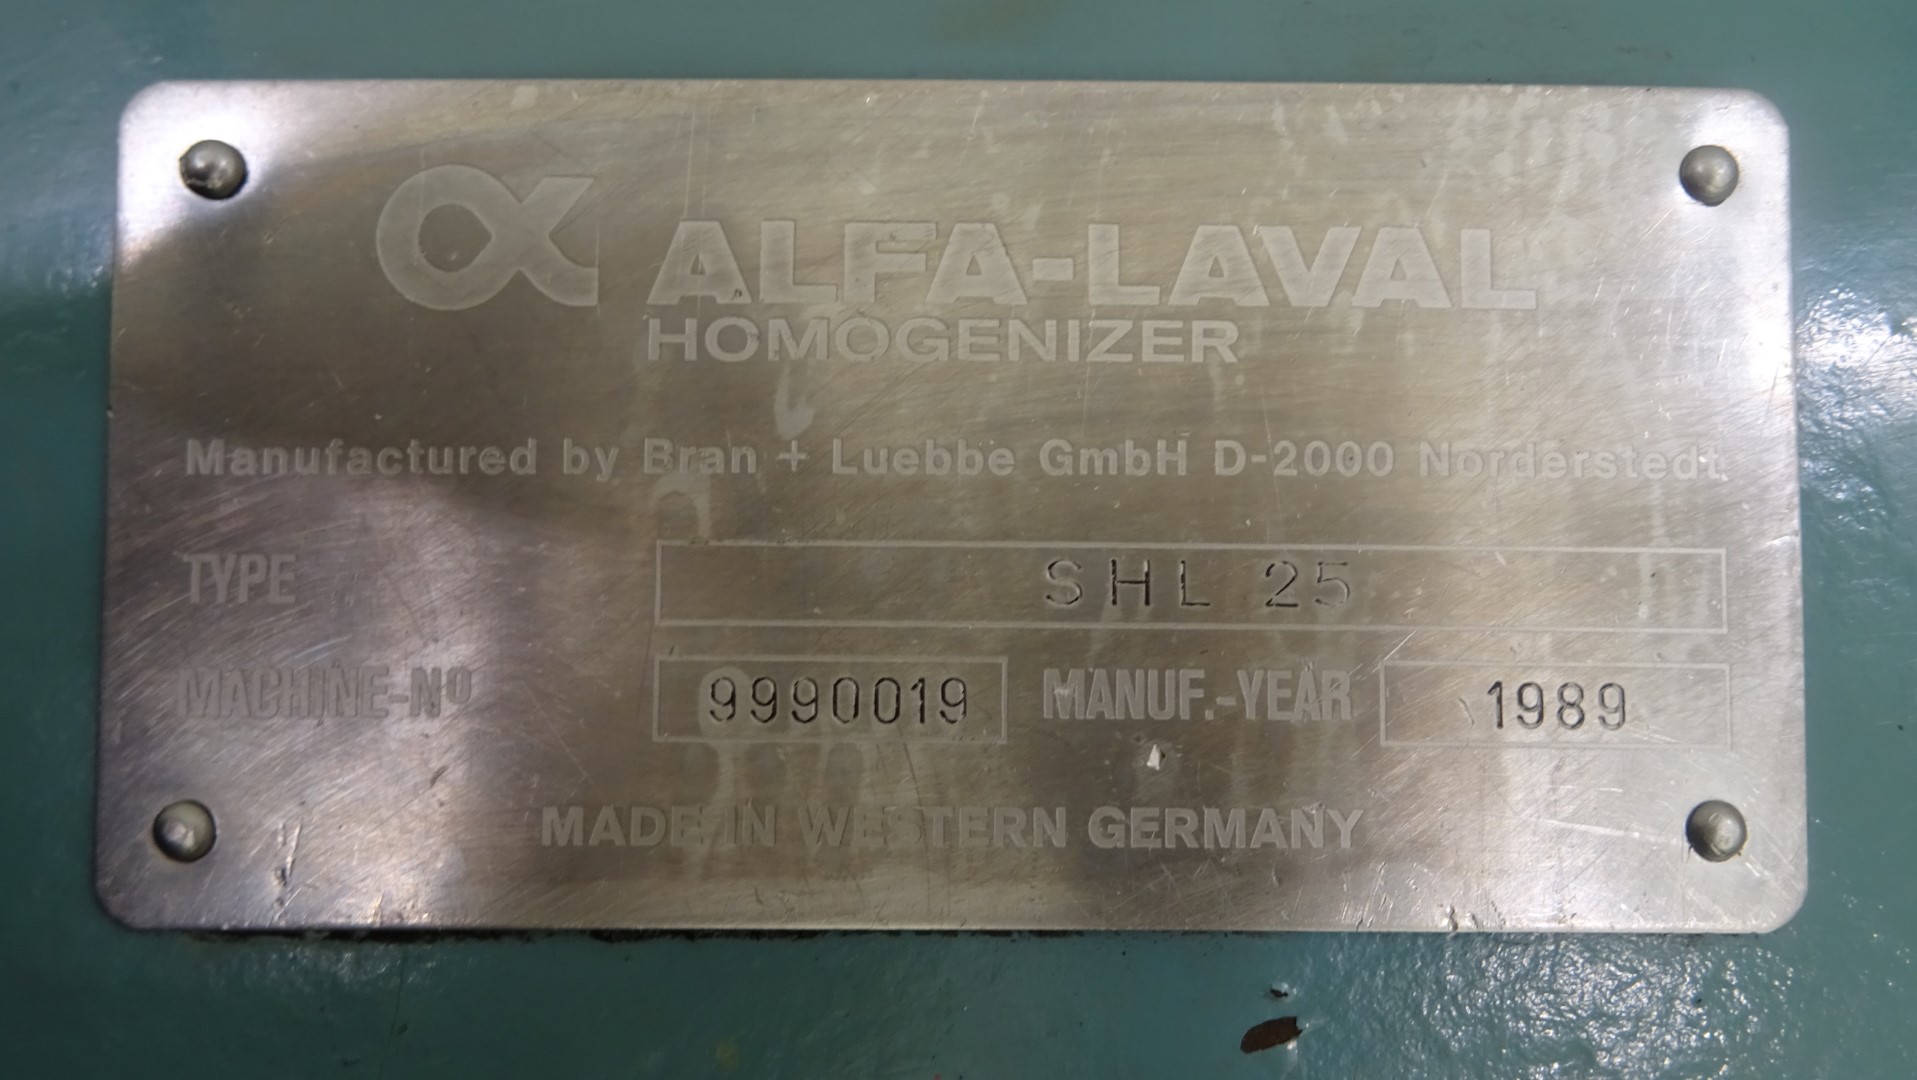 α ALFA-LAVAL
HOMOGENIZER
Manufactured by Bran + Luebbe GmbH D-2000 Norderstedt
TYPE SHL 25
MACHINE-Nº 9990019 MANUF.-YEAR 1989
MADE IN WESTERN GERMANY